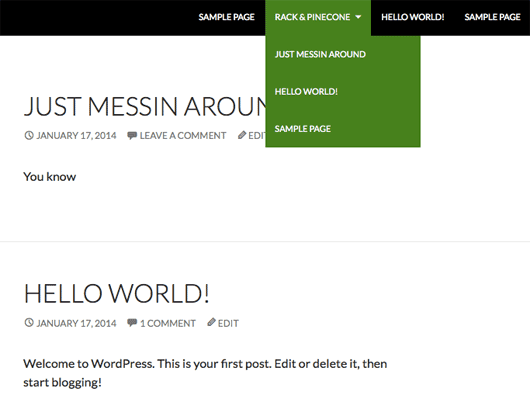 SAMPLE PAGE RACK & PINECONE HELLO WORLD! SAMPLE PAGE
JUST MESSIN AROUND
HELLO WORLD!
SAMPLE PAGE
JUST MESSIN AROUN
JANUARY 17, 2014 LEAVE A COMMENT EDIT
You know
HELLO WORLD!
JANUARY 17, 2014 1 COMMENT EDIT
Welcome to WordPress. This is your first post. Edit or delete it, then
start blogging!